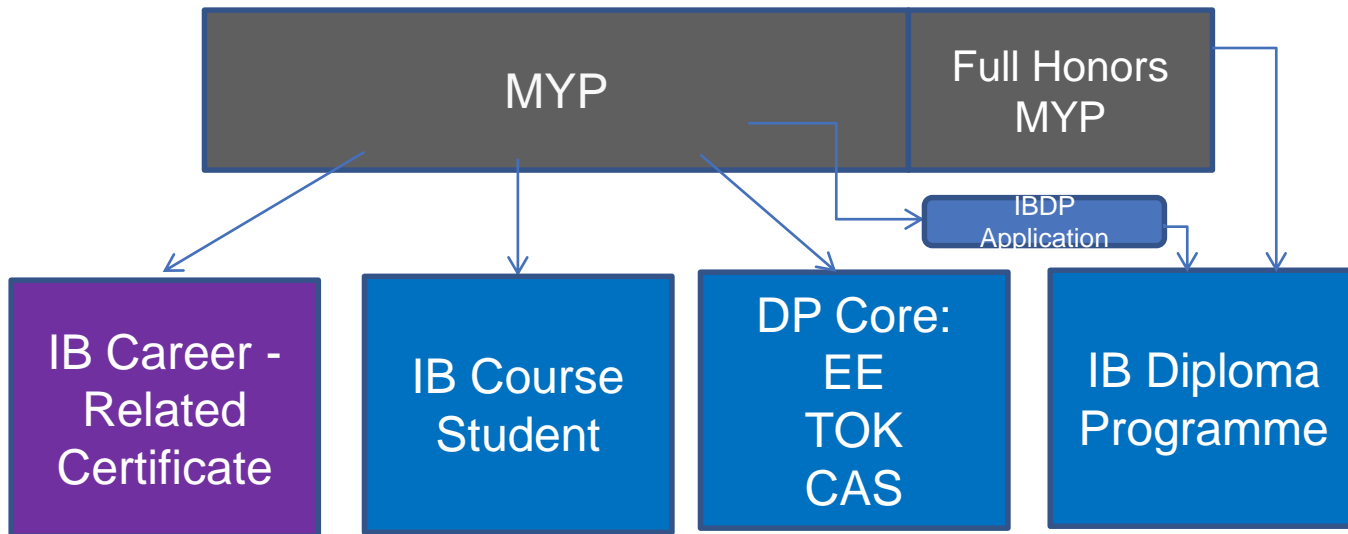 MYP
Full Honors
MYP
IBDP
Application
IB Career -
Related
Certificate
IB Course
Student
DP Core:
EE
TOK
CAS
IB Diploma
Programme